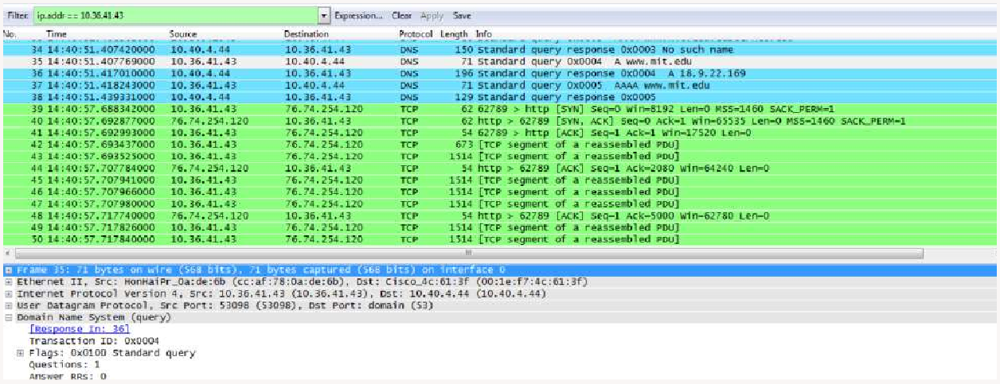 Filter: ip.addr == 10.36.41.43 Expression... Clear Apply Save
No. Time Source Destination Protocol Length Info
34 14:40:51.407420000 10.40.4.44 10.36.41.43 DNS 150 Standard query response 0x0003 No such name
35 14:40:51.407769000 10.36.41.43 10.40.4.44 DNS 71 Standard query 0x0004 A www.mit.edu
36 14:40:51.417010000 10.40.4.44 10.36.41.43 DNS 196 Standard query response 0x0004 A 18.9.22.169
37 14:40:51.418243000 10.36.41.43 10.40.4.44 DNS 71 Standard query 0x0005 AAAA www.mit.edu
38 14:40:51.439331000 10.40.4.44 10.36.41.43 DNS 129 Standard query response 0x0005
39 14:40:57.688342000 10.36.41.43 76.74.254.120 TCP 62 62789 > http [SYN] Seq=0 Win=8192 Len=0 MSS=1460 SACK_PERM=1
40 14:40:57.692877000 76.74.254.120 10.36.41.43 TCP 62 http > 62789 [SYN, ACK] Seq=0 Ack=1 Win=65535 Len=0 MSS=1460 SACK_PERM=1
41 14:40:57.692993000 10.36.41.43 76.74.254.120 TCP 54 62789 > http [ACK] Seq=1 Ack=1 Win=17520 Len=0
42 14:40:57.693437000 10.36.41.43 76.74.254.120 TCP 673 [TCP segment of a reassembled PDU]
43 14:40:57.693525000 10.36.41.43 76.74.254.120 TCP 1514 [TCP segment of a reassembled PDU]
44 14:40:57.707784000 76.74.254.120 10.36.41.43 TCP 54 http > 62789 [ACK] Seq=1 Ack=2080 Win=64240 Len=0
45 14:40:57.707941000 10.36.41.43 76.74.254.120 TCP 1514 [TCP segment of a reassembled PDU]
46 14:40:57.707966000 10.36.41.43 76.74.254.120 TCP 1514 [TCP segment of a reassembled PDU]
47 14:40:57.707980000 10.36.41.43 76.74.254.120 TCP 1514 [TCP segment of a reassembled PDU]
48 14:40:57.717740000 76.74.254.120 10.36.41.43 TCP 54 http > 62789 [ACK] Seq=1 Ack=5000 Win=62780 Len=0
49 14:40:57.717826000 10.36.41.43 76.74.254.120 TCP 1514 [TCP segment of a reassembled PDU]
50 14:40:57.717840000 10.36.41.43 76.74.254.120 TCP 1514 [TCP segment of a reassembled PDU]
Frame 35: 71 bytes on wire (568 bits), 71 bytes captured (568 bits) on interface 0
Ethernet II, Src: HonHaiPr_0a:de:6b (cc:af:78:0a:de:6b), Dst: Cisco_4c:61:3f (00:1e:f7:4c:61:3f)
Internet Protocol Version 4, Src: 10.36.41.43 (10.36.41.43), Dst: 10.40.4.44 (10.40.4.44)
User Datagram Protocol, Src Port: 53098 (53098), Dst Port: domain (53)
Domain Name System (query)
[Response In: 36]
Transaction ID: 0x0004
Flags: 0x0100 Standard query
Questions: 1
Answer RRs: 0